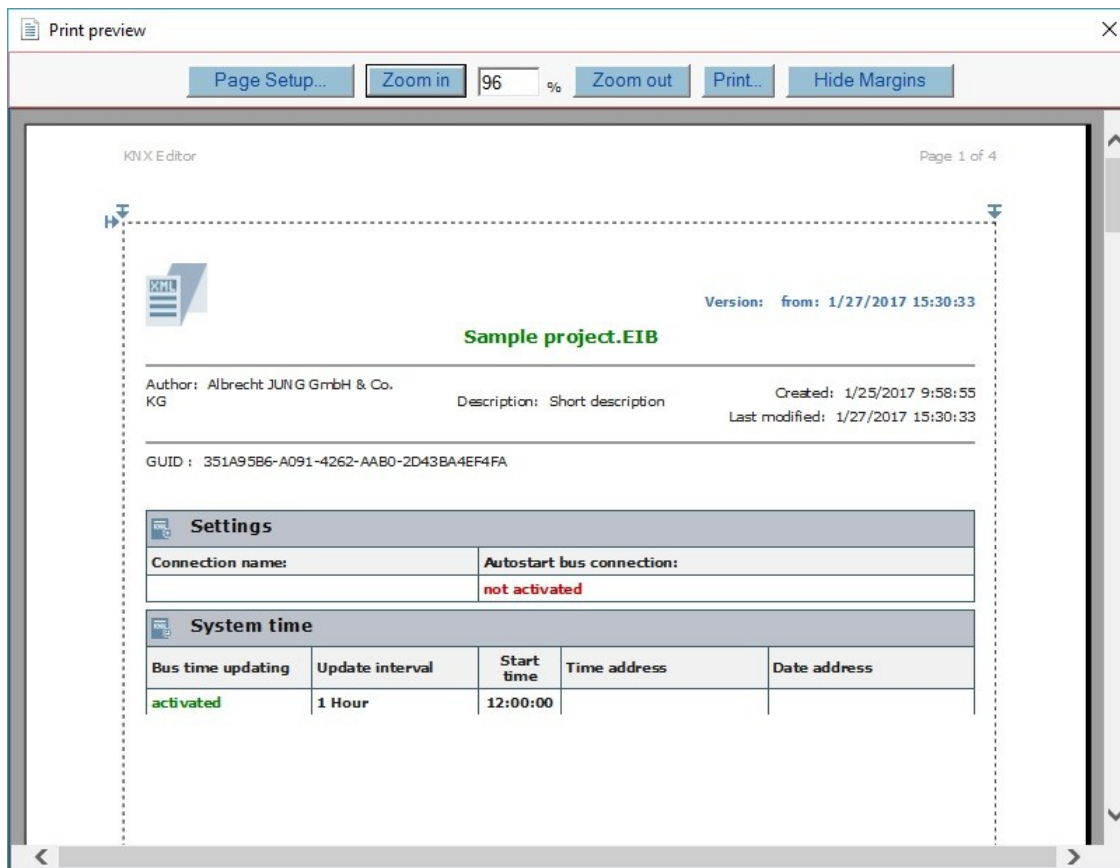 Print preview
Page Setup... Zoom in 96 % Zoom out Print... Hide Margins
KNX Editor Page 1 of 4
XML
Version: from: 1/27/2017 15:30:33
Sample project.EIB
Author: Albrecht JUNG GmbH & Co.
KG
Description: Short description
Created: 1/25/2017 9:58:55
Last modified: 1/27/2017 15:30:33
GUID : 351A95B6-A091-4262-AAB0-2D43BA4EF4FA
Settings
Connection name: Autostart bus connection:
not activated
System time
Bus time updating Update interval Start time Time address Date address
activated 1 Hour 12:00:00